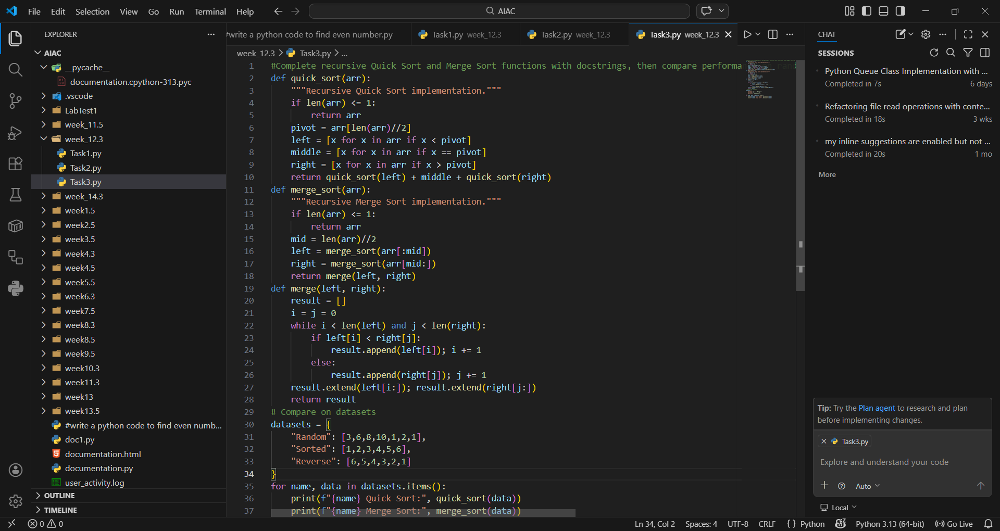 File Edit Selection View Go Run Terminal Help
AIAC
EXPLORER
AIAC
__pycache__
documentation.cpython-313.pyc
.vscode
LabTest1
week_11.5
week_12.3
Task1.py
Task2.py
Task3.py
week_14.3
week1.5
week2.5
week3.5
week4.3
week4.5
week5.5
week6.3
week7.5
week8.3
week8.5
week9.5
week10.3
week11.3
week13
week13.5
#write a python code to find even numb...
doc1.py
documentation.html
documentation.py
user_activity.log
OUTLINE
TIMELINE
#write a python code to find even number.py
Task1.py week_12.3
Task2.py week_12.3
Task3.py week_12.3
week_12.3 > Task3.py > ...
1 #Complete recursive Quick Sort and Merge Sort functions with docstrings, then compare performa
2 def quick_sort(arr):
3 """Recursive Quick Sort implementation."""
4 if len(arr) <= 1:
5 return arr
6 pivot = arr[len(arr)//2]
7 left = [x for x in arr if x < pivot]
8 middle = [x for x in arr if x == pivot]
9 right = [x for x in arr if x > pivot]
10 return quick_sort(left) + middle + quick_sort(right)
11 def merge_sort(arr):
12 """Recursive Merge Sort implementation."""
13 if len(arr) <= 1:
14 return arr
15 mid = len(arr)//2
16 left = merge_sort(arr[:mid])
17 right = merge_sort(arr[mid:])
18 return merge(left, right)
19 def merge(left, right):
20 result = []
21 i = j = 0
22 while i < len(left) and j < len(right):
23 if left[i] < right[j]:
24 result.append(left[i]); i += 1
25 else:
26 result.append(right[j]); j += 1
27 result.extend(left[i:]); result.extend(right[j:])
28 return result
29 # Compare on datasets
30 datasets = {
31 "Random": [3,6,8,10,1,2,1],
32 "Sorted": [1,2,3,4,5,6],
33 "Reverse": [6,5,4,3,2,1]
34 }
35 for name, data in datasets.items():
36 print(f"{name} Quick Sort:", quick_sort(data))
37 print(f"{name} Merge Sort:", merge_sort(data))
CHAT
SESSIONS
Python Queue Class Implementation with ...
Completed in 7s 6 days
Refactoring file read operations with conte...
Completed in 18s 3 wks
my inline suggestions are enabled but not ...
Completed in 20s 1 mo
More
Tip: Try the Plan agent to research and plan
before implementing changes.
Task3.py
Explore and understand your code
Auto
Local
0 0
Ln 34, Col 2 Spaces: 4 UTF-8 CRLF {} Python Python 3.13 (64-bit) Go Live